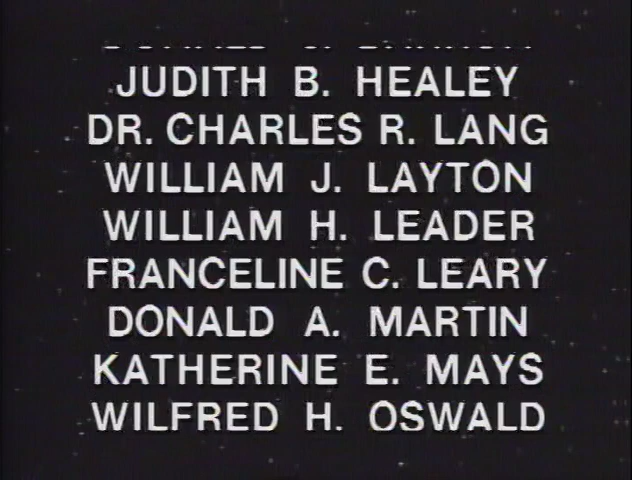 JUDITH B. HEALEY
DR. CHARLES R. LANG
WILLIAM J. LAYTON
WILLIAM H. LEADER
FRANCELINE C. LEARY
DONALD A. MARTIN
KATHERINE E. MAYS
WILFRED H. OSWALD